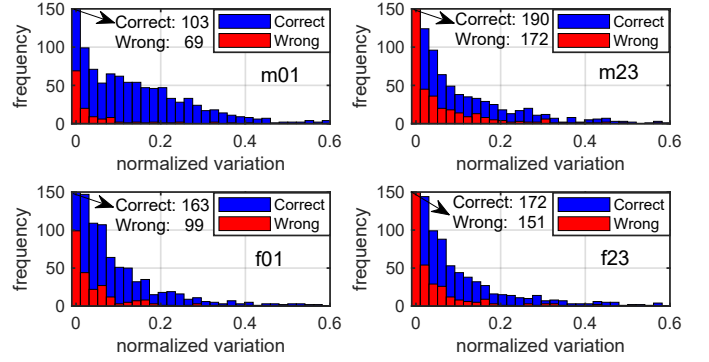 150
100
50
0
frequency
Correct: 103
Wrong: 69
Correct
Wrong
m01
0 0.2 0.4 0.6
normalized variation
150
100
50
0
frequency
Correct: 190
Wrong: 172
Correct
Wrong
m23
0 0.2 0.4 0.6
normalized variation
150
100
50
0
frequency
Correct: 163
Wrong: 99
Correct
Wrong
f01
0 0.2 0.4 0.6
normalized variation
150
100
50
0
frequency
Correct: 172
Wrong: 151
Correct
Wrong
f23
0 0.2 0.4 0.6
normalized variation